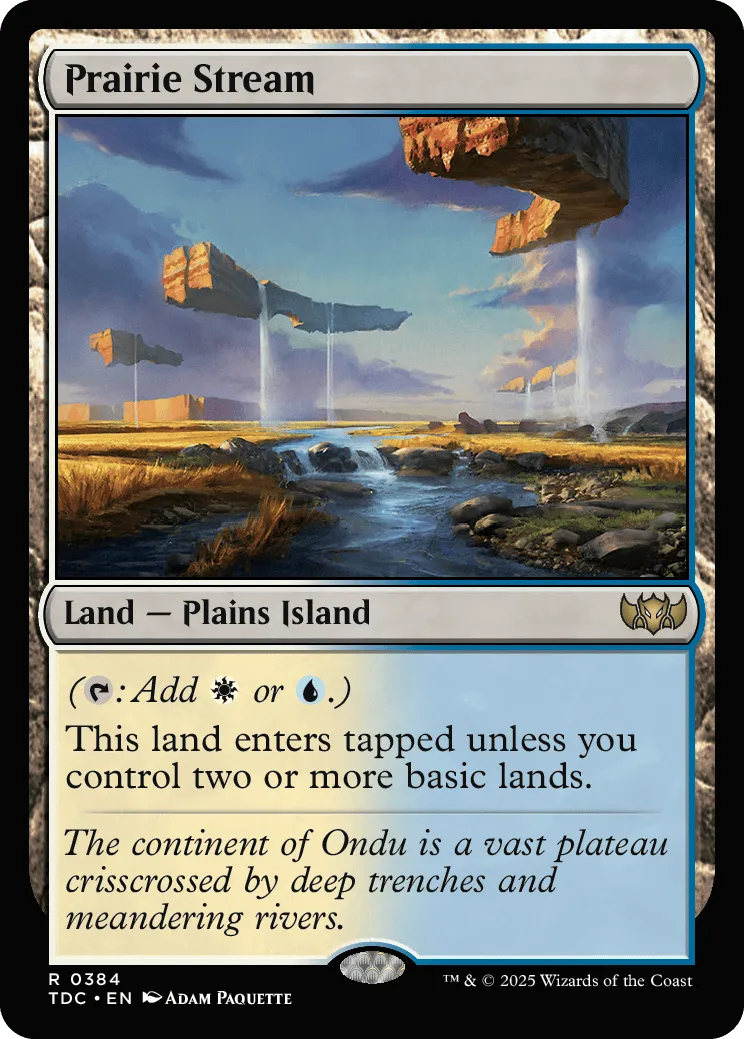 Prairie Stream
Land — Plains Island
(: Add or .)
This land enters tapped unless you
control two or more basic lands.
The continent of Ondu is a vast plateau
crisscrossed by deep trenches and
meandering rivers.
R 0384
TDC • EN Adam Paquette
™ & © 2025 Wizards of the Coast